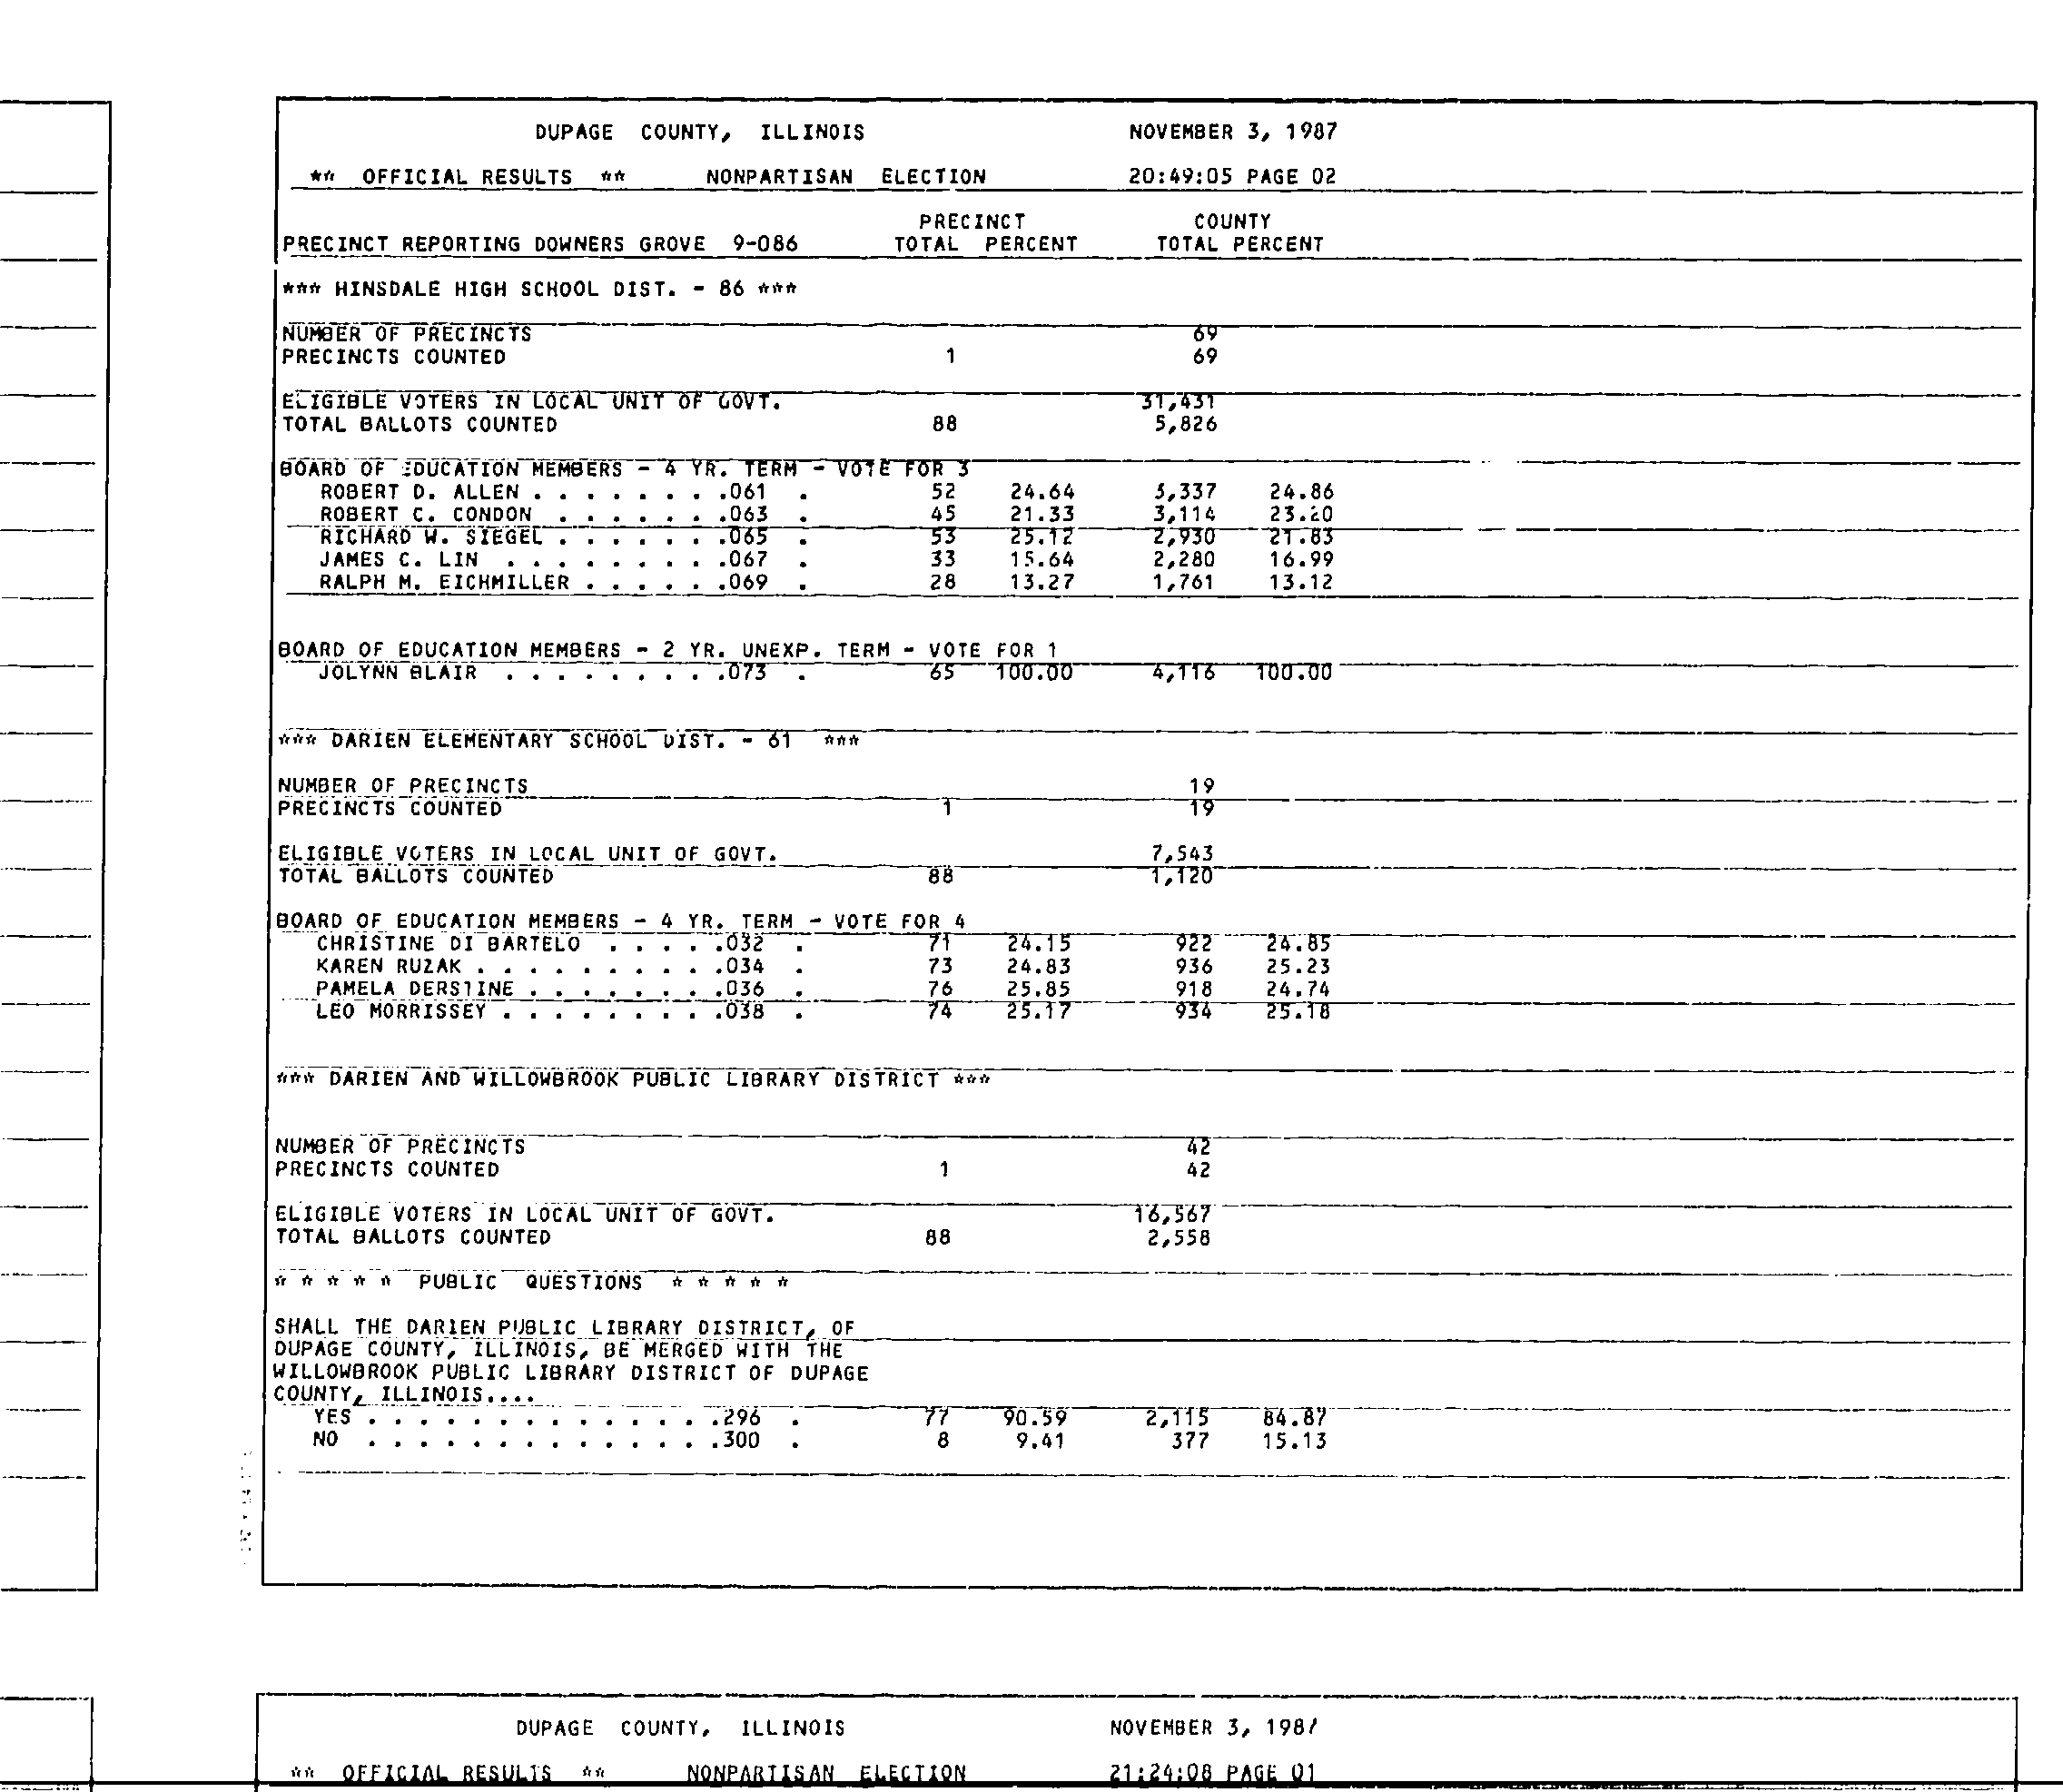 DUPAGE COUNTY, ILLINOIS NOVEMBER 3, 1987
** OFFICIAL RESULTS ** NONPARTISAN ELECTION 20:49:05 PAGE 02
PRECINCT COUNTY
PRECINCT REPORTING DOWNERS GROVE 9-086 TOTAL PERCENT TOTAL PERCENT
*** HINSDALE HIGH SCHOOL DIST. - 86 ***
NUMBER OF PRECINCTS 69
PRECINCTS COUNTED 1 69
ELIGIBLE VOTERS IN LOCAL UNIT OF GOVT. 31,431
TOTAL BALLOTS COUNTED 88 5,826
BOARD OF EDUCATION MEMBERS - 4 YR. TERM - VOTE FOR 3
ROBERT D. ALLEN . . . . . . . .061 . 52 24.64 3,337 24.86
ROBERT C. CONDON . . . . . . .063 . 45 21.33 3,114 23.20
RICHARD W. SIEGEL . . . . . . .065 . 53 25.12 2,930 21.83
JAMES C. LIN . . . . . . . . .067 . 33 15.64 2,280 16.99
RALPH M. EICHMILLER . . . . . .069 . 28 13.27 1,761 13.12
BOARD OF EDUCATION MEMBERS - 2 YR. UNEXP. TERM - VOTE FOR 1
JOLYNN BLAIR . . . . . . . . .073 . 65 100.00 4,116 100.00
*** DARIEN ELEMENTARY SCHOOL DIST. - 61 ***
NUMBER OF PRECINCTS 19
PRECINCTS COUNTED 1 19
ELIGIBLE VOTERS IN LOCAL UNIT OF GOVT. 7,543
TOTAL BALLOTS COUNTED 88 1,120
BOARD OF EDUCATION MEMBERS - 4 YR. TERM - VOTE FOR 4
CHRISTINE DI BARTELO . . . . .032 . 71 24.15 922 24.85
KAREN RUZAK . . . . . . . . . .034 . 73 24.83 936 25.23
PAMELA DERSTINE . . . . . . . .036 . 76 25.85 918 24.74
LEO MORRISSEY . . . . . . . . .038 . 74 25.17 934 25.18
*** DARIEN AND WILLOWBROOK PUBLIC LIBRARY DISTRICT ***
NUMBER OF PRECINCTS 42
PRECINCTS COUNTED 1 42
ELIGIBLE VOTERS IN LOCAL UNIT OF GOVT. 16,567
TOTAL BALLOTS COUNTED 88 2,558
* * * * * PUBLIC QUESTIONS * * * * *
SHALL THE DARIEN PUBLIC LIBRARY DISTRICT, OF
DUPAGE COUNTY, ILLINOIS, BE MERGED WITH THE
WILLOWBROOK PUBLIC LIBRARY DISTRICT OF DUPAGE
COUNTY, ILLINOIS....
YES . . . . . . . . . . . . . .296 . 77 90.59 2,115 84.87
NO . . . . . . . . . . . . . .300 . 8 9.41 377 15.13
DUPAGE COUNTY, ILLINOIS NOVEMBER 3, 1987
** OFFICIAL RESULTS ** NONPARTISAN ELECTION 21:24:08 PAGE 01